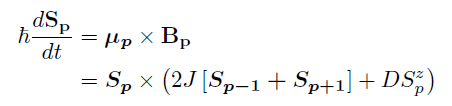 ℏ dS_p/dt = μ_p × B_p
= S_p × (2J [S_{p−1} + S_{p+1}] + DS_p^z)